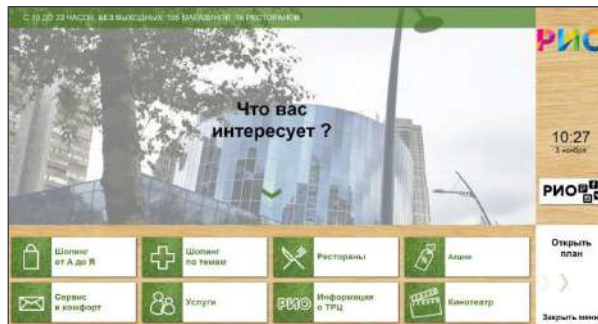 С 10 ДО 22 ЧАСОВ, БЕЗ ВЫХОДНЫХ, 155 МАГАЗИНОВ, 16 РЕСТОРАНОВ
РИО
Что вас
интересует ?
10:27
3 ноября
РИО
Шопинг
от А до Я
Шопинг
по темам
Рестораны
Акции
Открыть
план
Сервис
и комфорт
Услуги
РИО
Информация
о ТРЦ
Кинотеатр
Закрыть меню